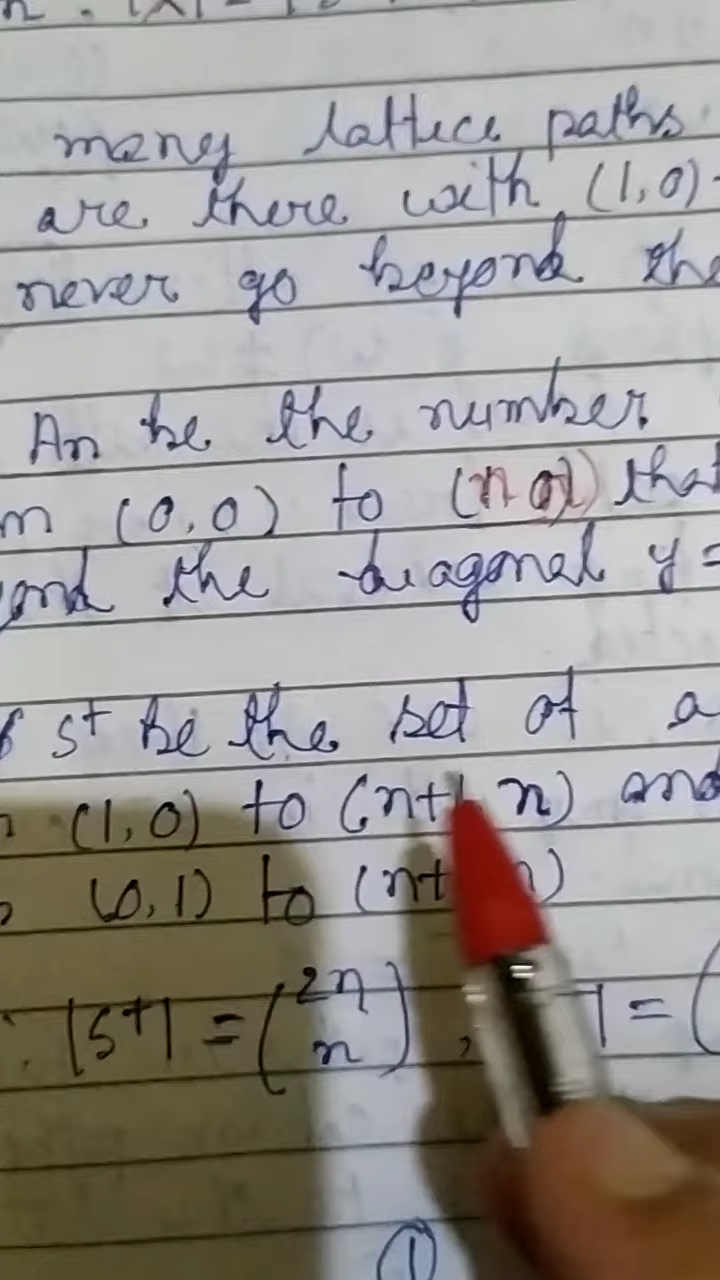 many lattice paths
are there with (1,0)
never go beyond the
An be the number
(0,0) to (n n) that
the diagonal y=
S+ be the set of a
(1,0) to (n+1 n) and
(0,1) to (n+
|S+| = (2n n) , | = (
①